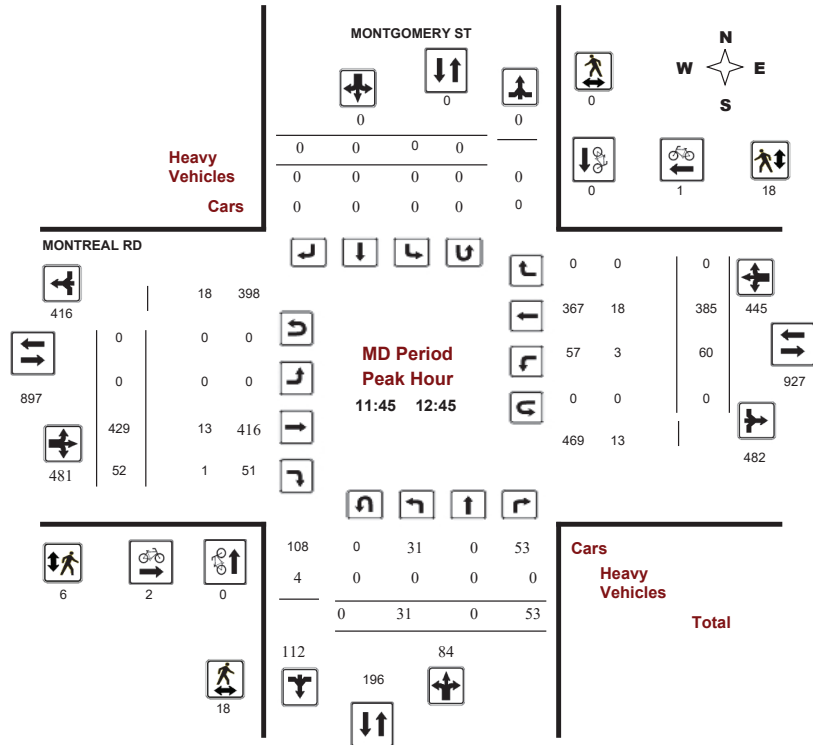 MONTGOMERY ST
N
W E
S
0
0
0 0
0 0 0 0
Heavy
Vehicles
0 0 0 0 0
Cars
0 0 0 0 0
0 1 18
MONTREAL RD
416
18 398
0 0 0
445
367 18 385
897
0 0 0
MD Period
Peak Hour
11:45 12:45
57 3 60
927
0 0 0
0 0 0
481
429 13 416
469 13
482
52 1 51
108 0 31 0 53
Cars
4 0 0 0 0
Heavy
Vehicles
6 2 0
0 31 0 53
Total
112 84
18
196